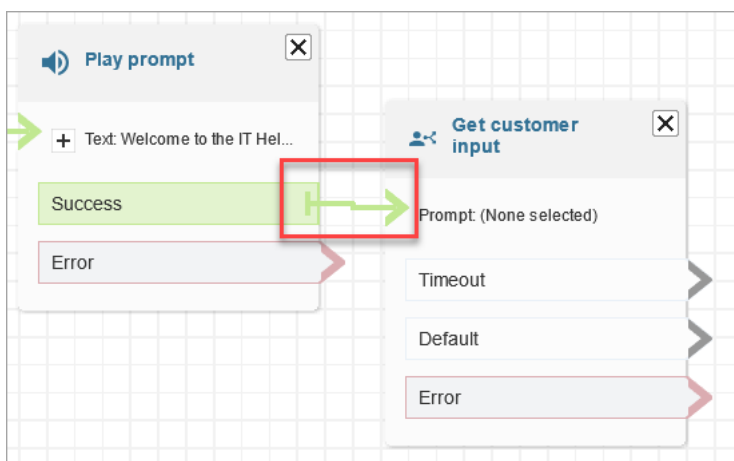 Play prompt
Text: Welcome to the IT Hel...
Success
Error
Get customer
input
Prompt: (None selected)
Timeout
Default
Error